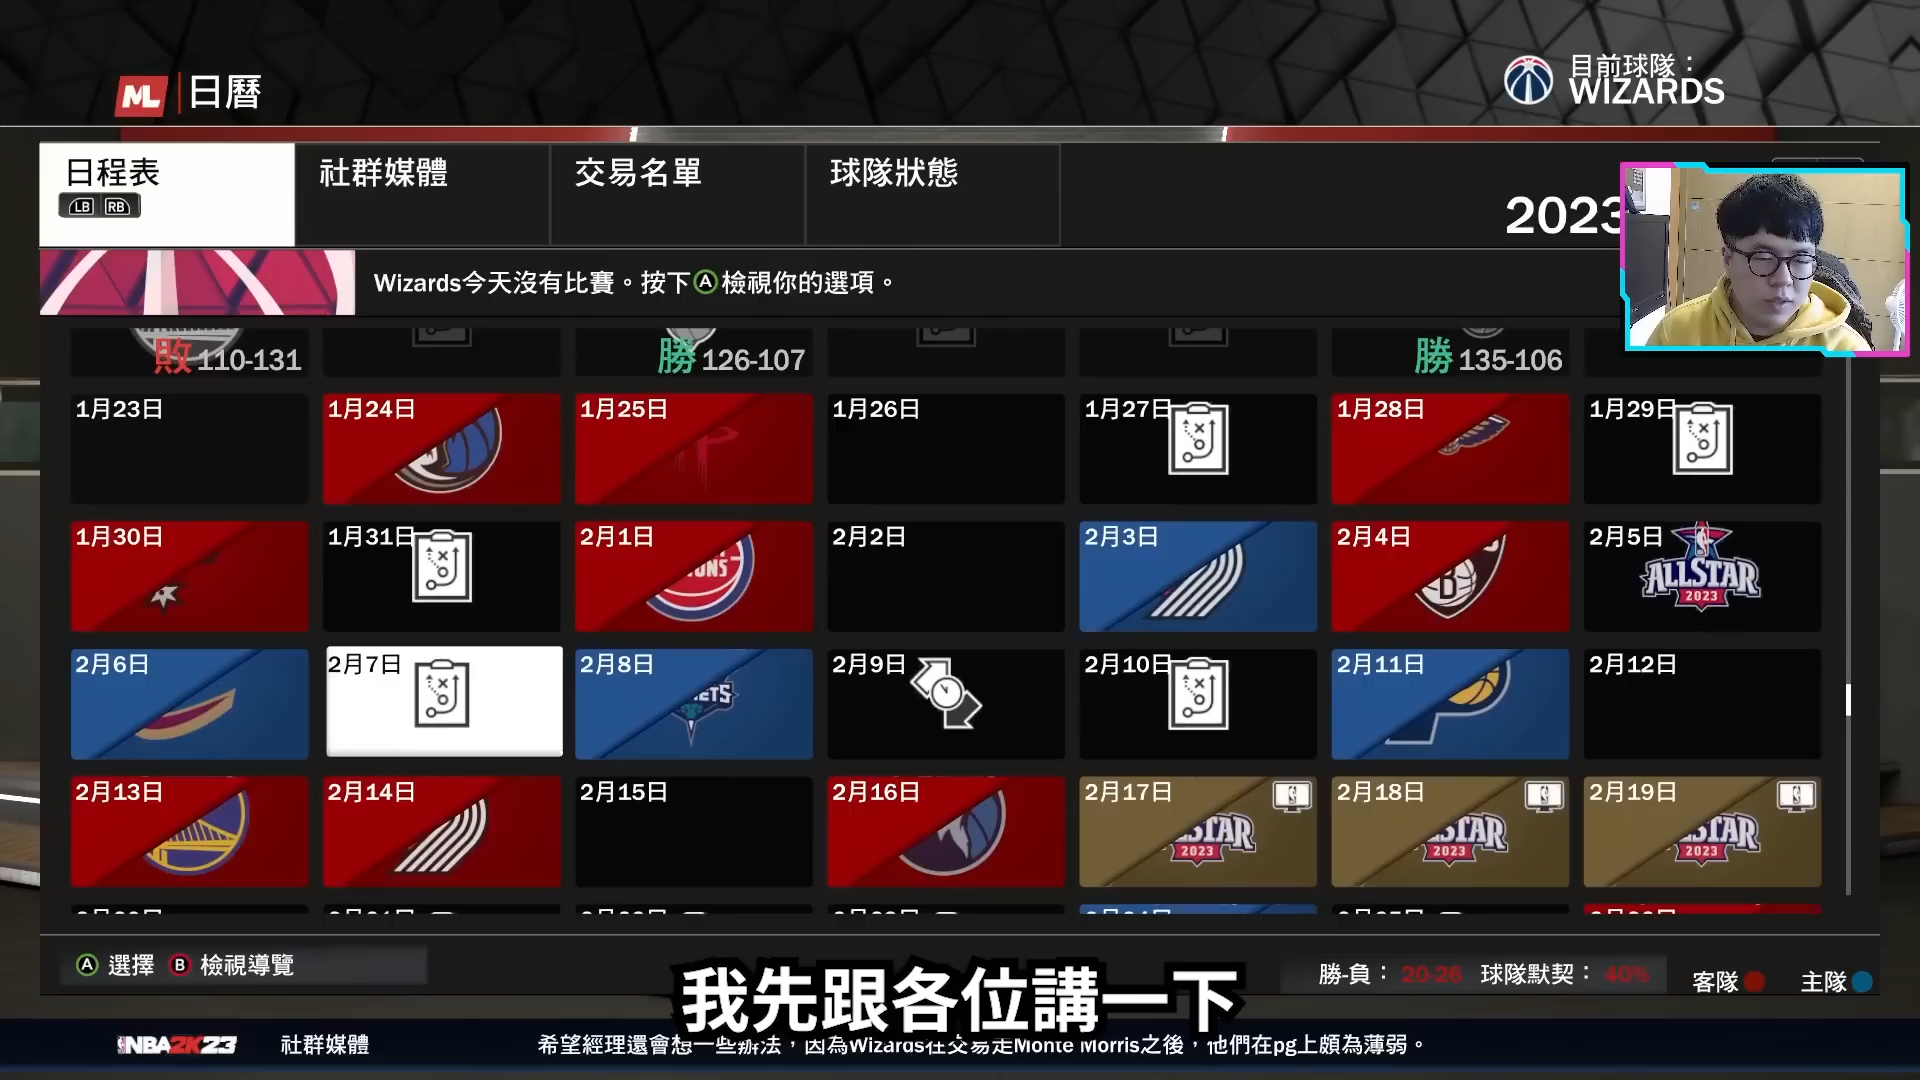 ML 日曆
目前球隊：
WIZARDS
日程表
LB RB
社群媒體
交易名單
球隊狀態
2023
Wizards今天沒有比賽。按下A檢視你的選項。
敗 110-131
勝 126-107
勝 135-106
1月23日
1月24日
1月25日
1月26日
1月27日
1月28日
1月29日
1月30日
1月31日
2月1日
2月2日
2月3日
2月4日
B
2月5日
ALLSTAR
2023
2月6日
2月7日
2月8日
2月9日
2月10日
2月11日
2月12日
2月13日
2月14日
2月15日
2月16日
2月17日
STAR
2023
2月18日
STAR
2023
2月19日
STAR
2023
A 選擇 B 檢視導覽
勝-負： 20-26 球隊默契： 40%
客隊
主隊
我先跟各位講一下
NBA2K23
社群媒體
希望經理還會想一些辦法，因為Wizards在交易走Monte Morris之後，他們在pg上頗為薄弱。